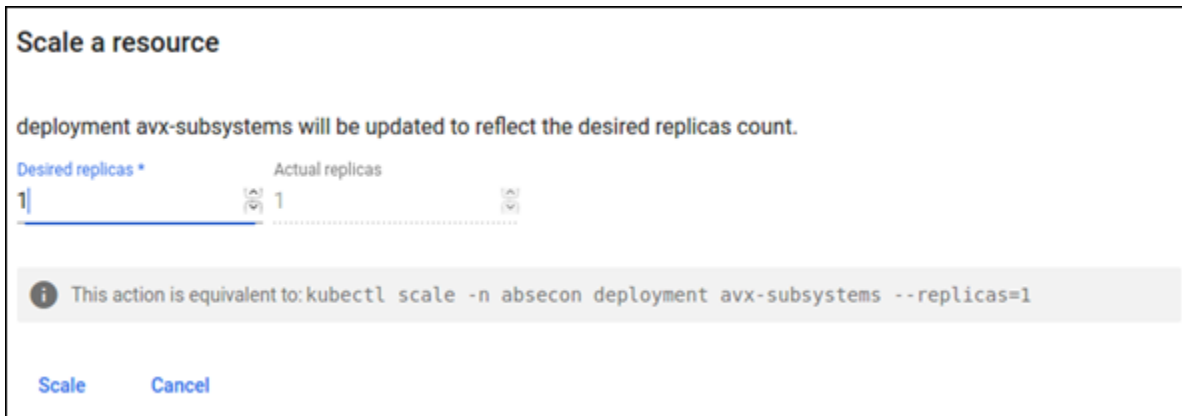 Scale a resource
deployment avx-subsystems will be updated to reflect the desired replicas count.
Desired replicas * Actual replicas
1 1
This action is equivalent to: kubectl scale -n absecon deployment avx-subsystems --replicas=1
Scale Cancel